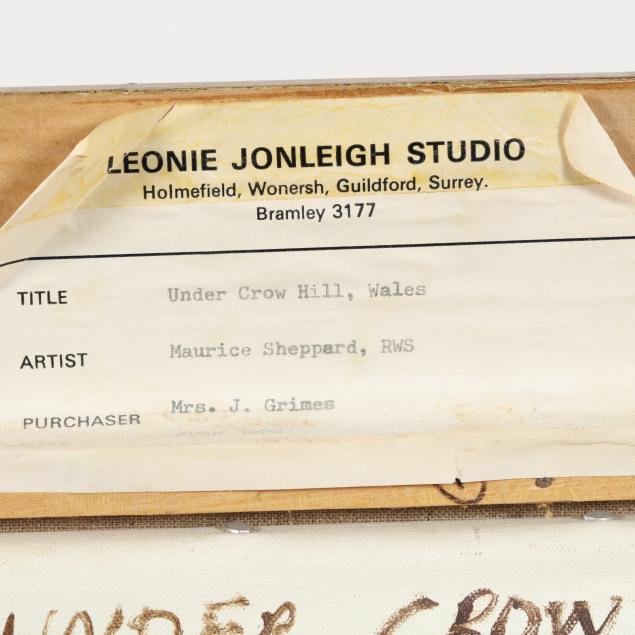 LEONIE JONLEIGH STUDIO
Holmefield, Wonersh, Guildford, Surrey.
Bramley 3177
TITLE Under Crow Hill, Wales
ARTIST Maurice Sheppard, RWS
PURCHASER Mrs. J. Grimes
UNDER CROW